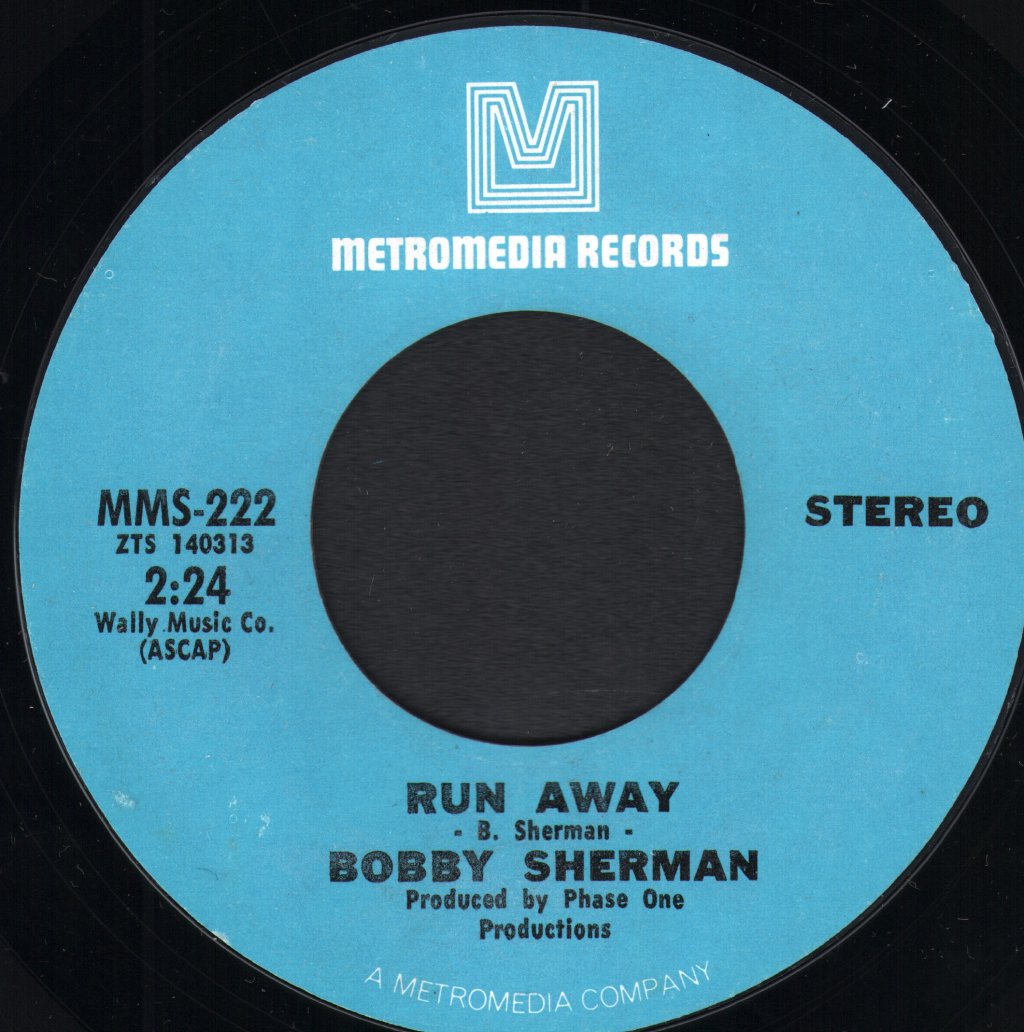 METROMEDIA RECORDS
MMS-222
ZTS 140313
2:24
Wally Music Co.
(ASCAP)
STEREO
RUN AWAY
- B. Sherman -
BOBBY SHERMAN
Produced by Phase One
Productions
A METROMEDIA COMPANY